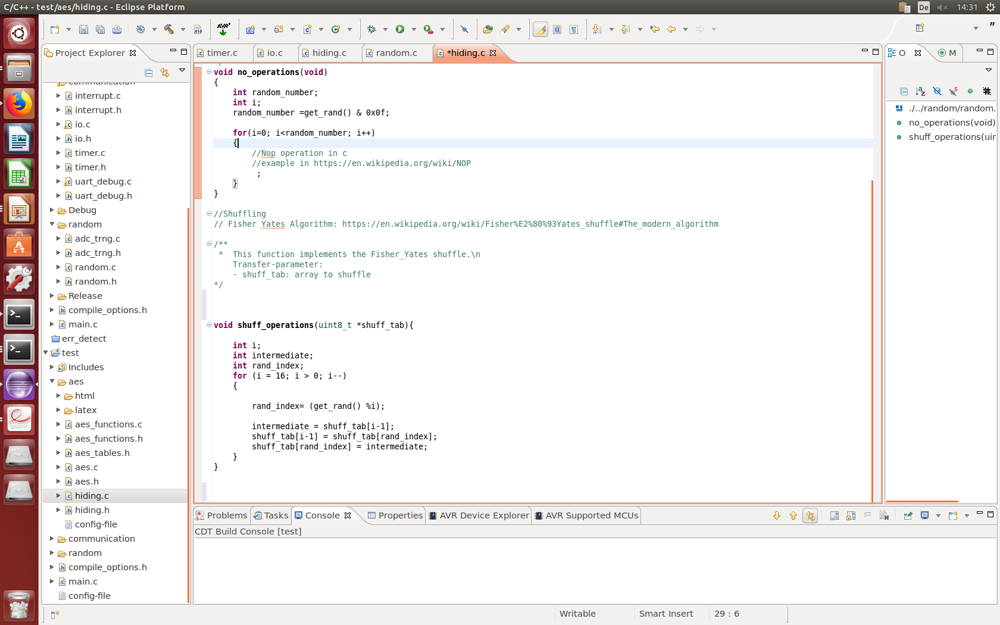 C/C++ - test/aes/hiding.c - Eclipse Platform
De
14:31
010
AVR
Project Explorer
communication
interrupt.c
interrupt.h
io.c
io.h
timer.c
timer.h
uart_debug.c
uart_debug.h
Debug
random
adc_trng.c
adc_trng.h
random.c
random.h
Release
compile_options.h
main.c
err_detect
test
Includes
aes
html
latex
aes_functions.c
aes_functions.h
aes_tables.h
aes.c
aes.h
hiding.c
hiding.h
config-file
communication
random
compile_options.h
main.c
config-file
timer.c
io.c
hiding.c
random.c
*hiding.c
void no_operations(void)
{
int random_number;
int i;
random_number =get_rand() & 0x0f;
for(i=0; i<random_number; i++)
{
//Nop operation in c
//example in https://en.wikipedia.org/wiki/NOP
;
}
}
//Shuffling
// Fisher Yates Algorithm: https://en.wikipedia.org/wiki/Fisher%E2%80%93Yates_shuffle#The_modern_algorithm
/**
*  This function implements the Fisher_Yates shuffle.\n
Transfer-parameter:
- shuff_tab: array to shuffle
*/
void shuff_operations(uint8_t *shuff_tab){
int i;
int intermediate;
int rand_index;
for (i = 16; i > 0; i--)
{
rand_index= (get_rand() %i);
intermediate = shuff_tab[i-1];
shuff_tab[i-1] = shuff_tab[rand_index];
shuff_tab[rand_index] = intermediate;
}
}
O
M
./../random/random.
no_operations(void)
shuff_operations(uir
Problems
Tasks
Console
Properties
AVR Device Explorer
AVR Supported MCUs
CDT Build Console [test]
Writable
Smart Insert
29 : 6